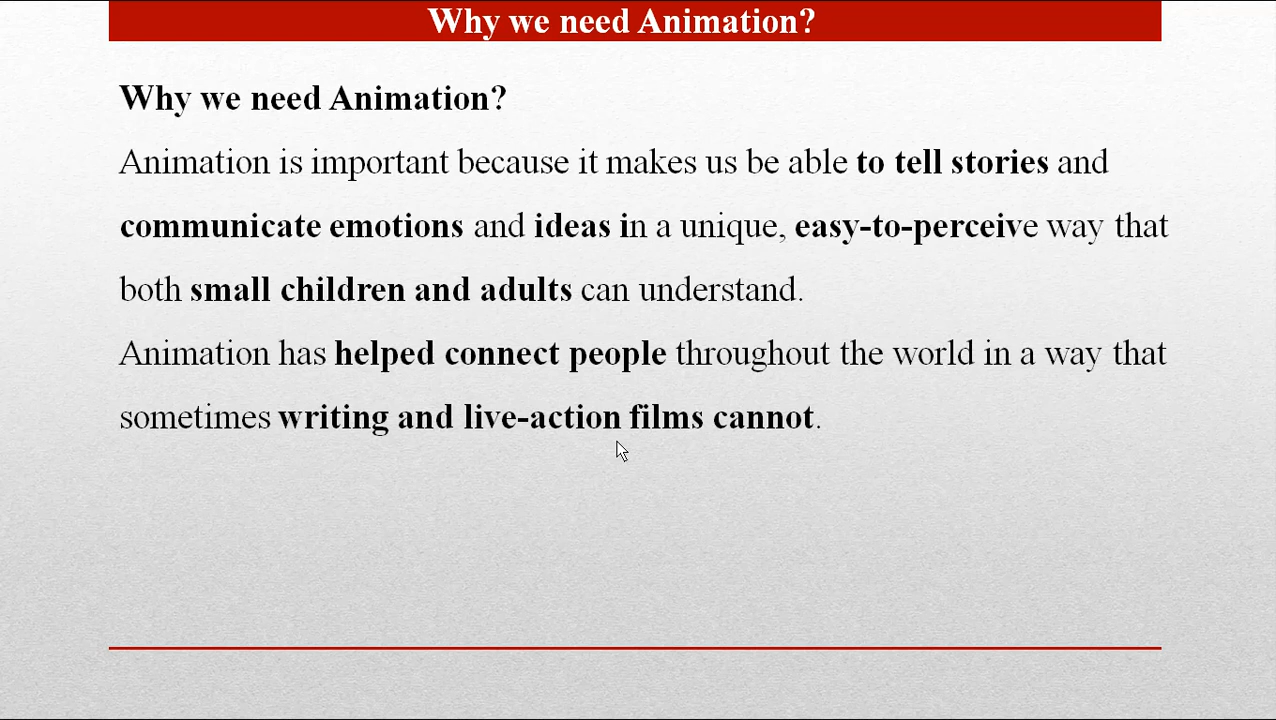 Why we need Animation?
Why we need Animation?
Animation is important because it makes us be able to tell stories and
communicate emotions and ideas in a unique, easy-to-perceive way that
both small children and adults can understand.
Animation has helped connect people throughout the world in a way that
sometimes writing and live-action films cannot.